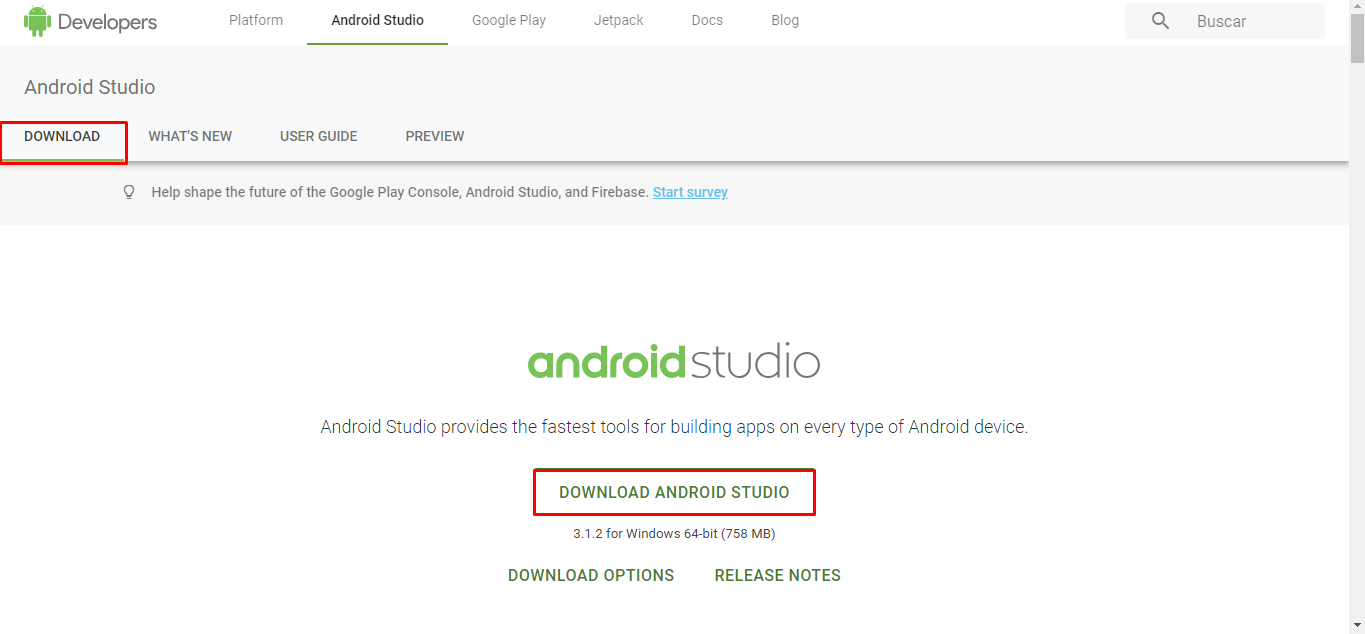 Developers Platform Android Studio Google Play Jetpack Docs Blog Buscar
Android Studio
DOWNLOAD WHAT'S NEW USER GUIDE PREVIEW
Help shape the future of the Google Play Console, Android Studio, and Firebase. Start survey
androidstudio
Android Studio provides the fastest tools for building apps on every type of Android device.
DOWNLOAD ANDROID STUDIO
3.1.2 for Windows 64-bit (758 MB)
DOWNLOAD OPTIONS RELEASE NOTES